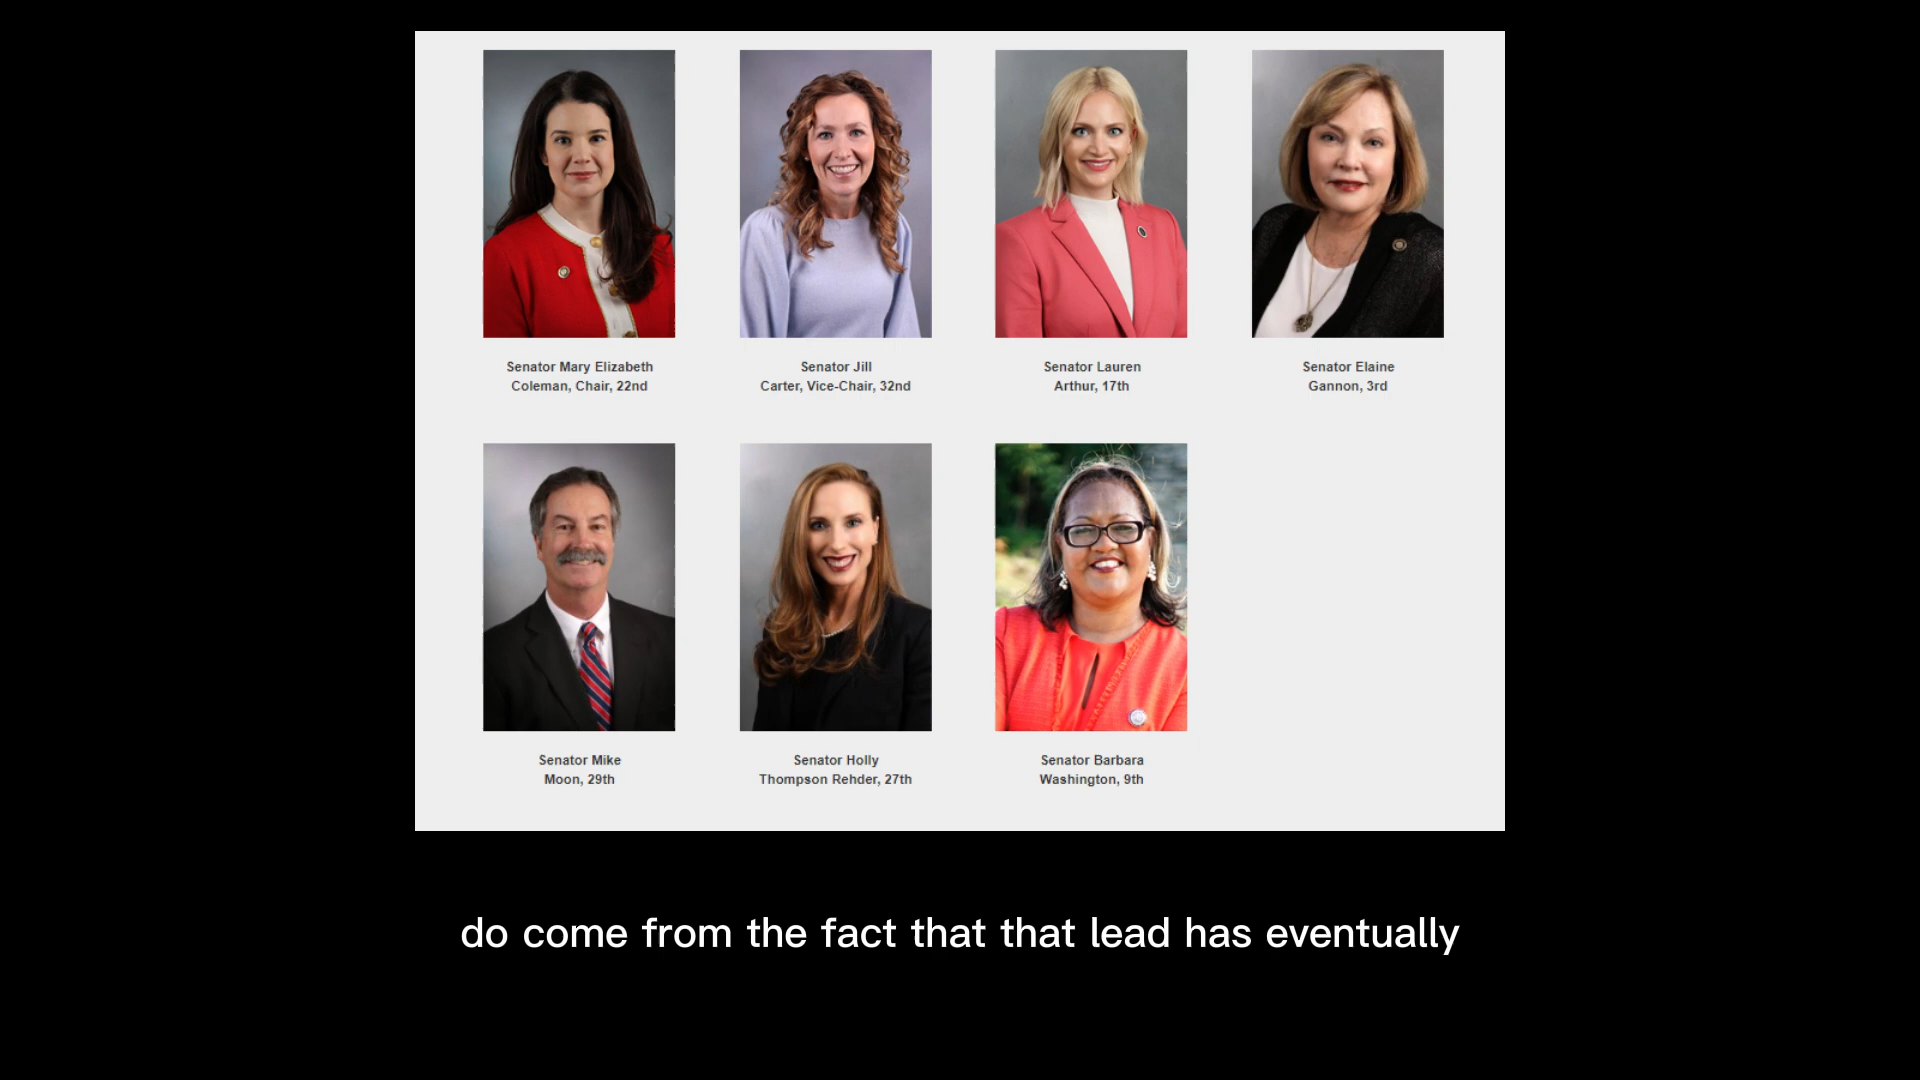 Senator Mary Elizabeth
Coleman, Chair, 22nd
Senator Jill
Carter, Vice-Chair, 32nd
Senator Lauren
Arthur, 17th
Senator Elaine
Gannon, 3rd
Senator Mike
Moon, 29th
Senator Holly
Thompson Rehder, 27th
Senator Barbara
Washington, 9th
do come from the fact that that lead has eventually